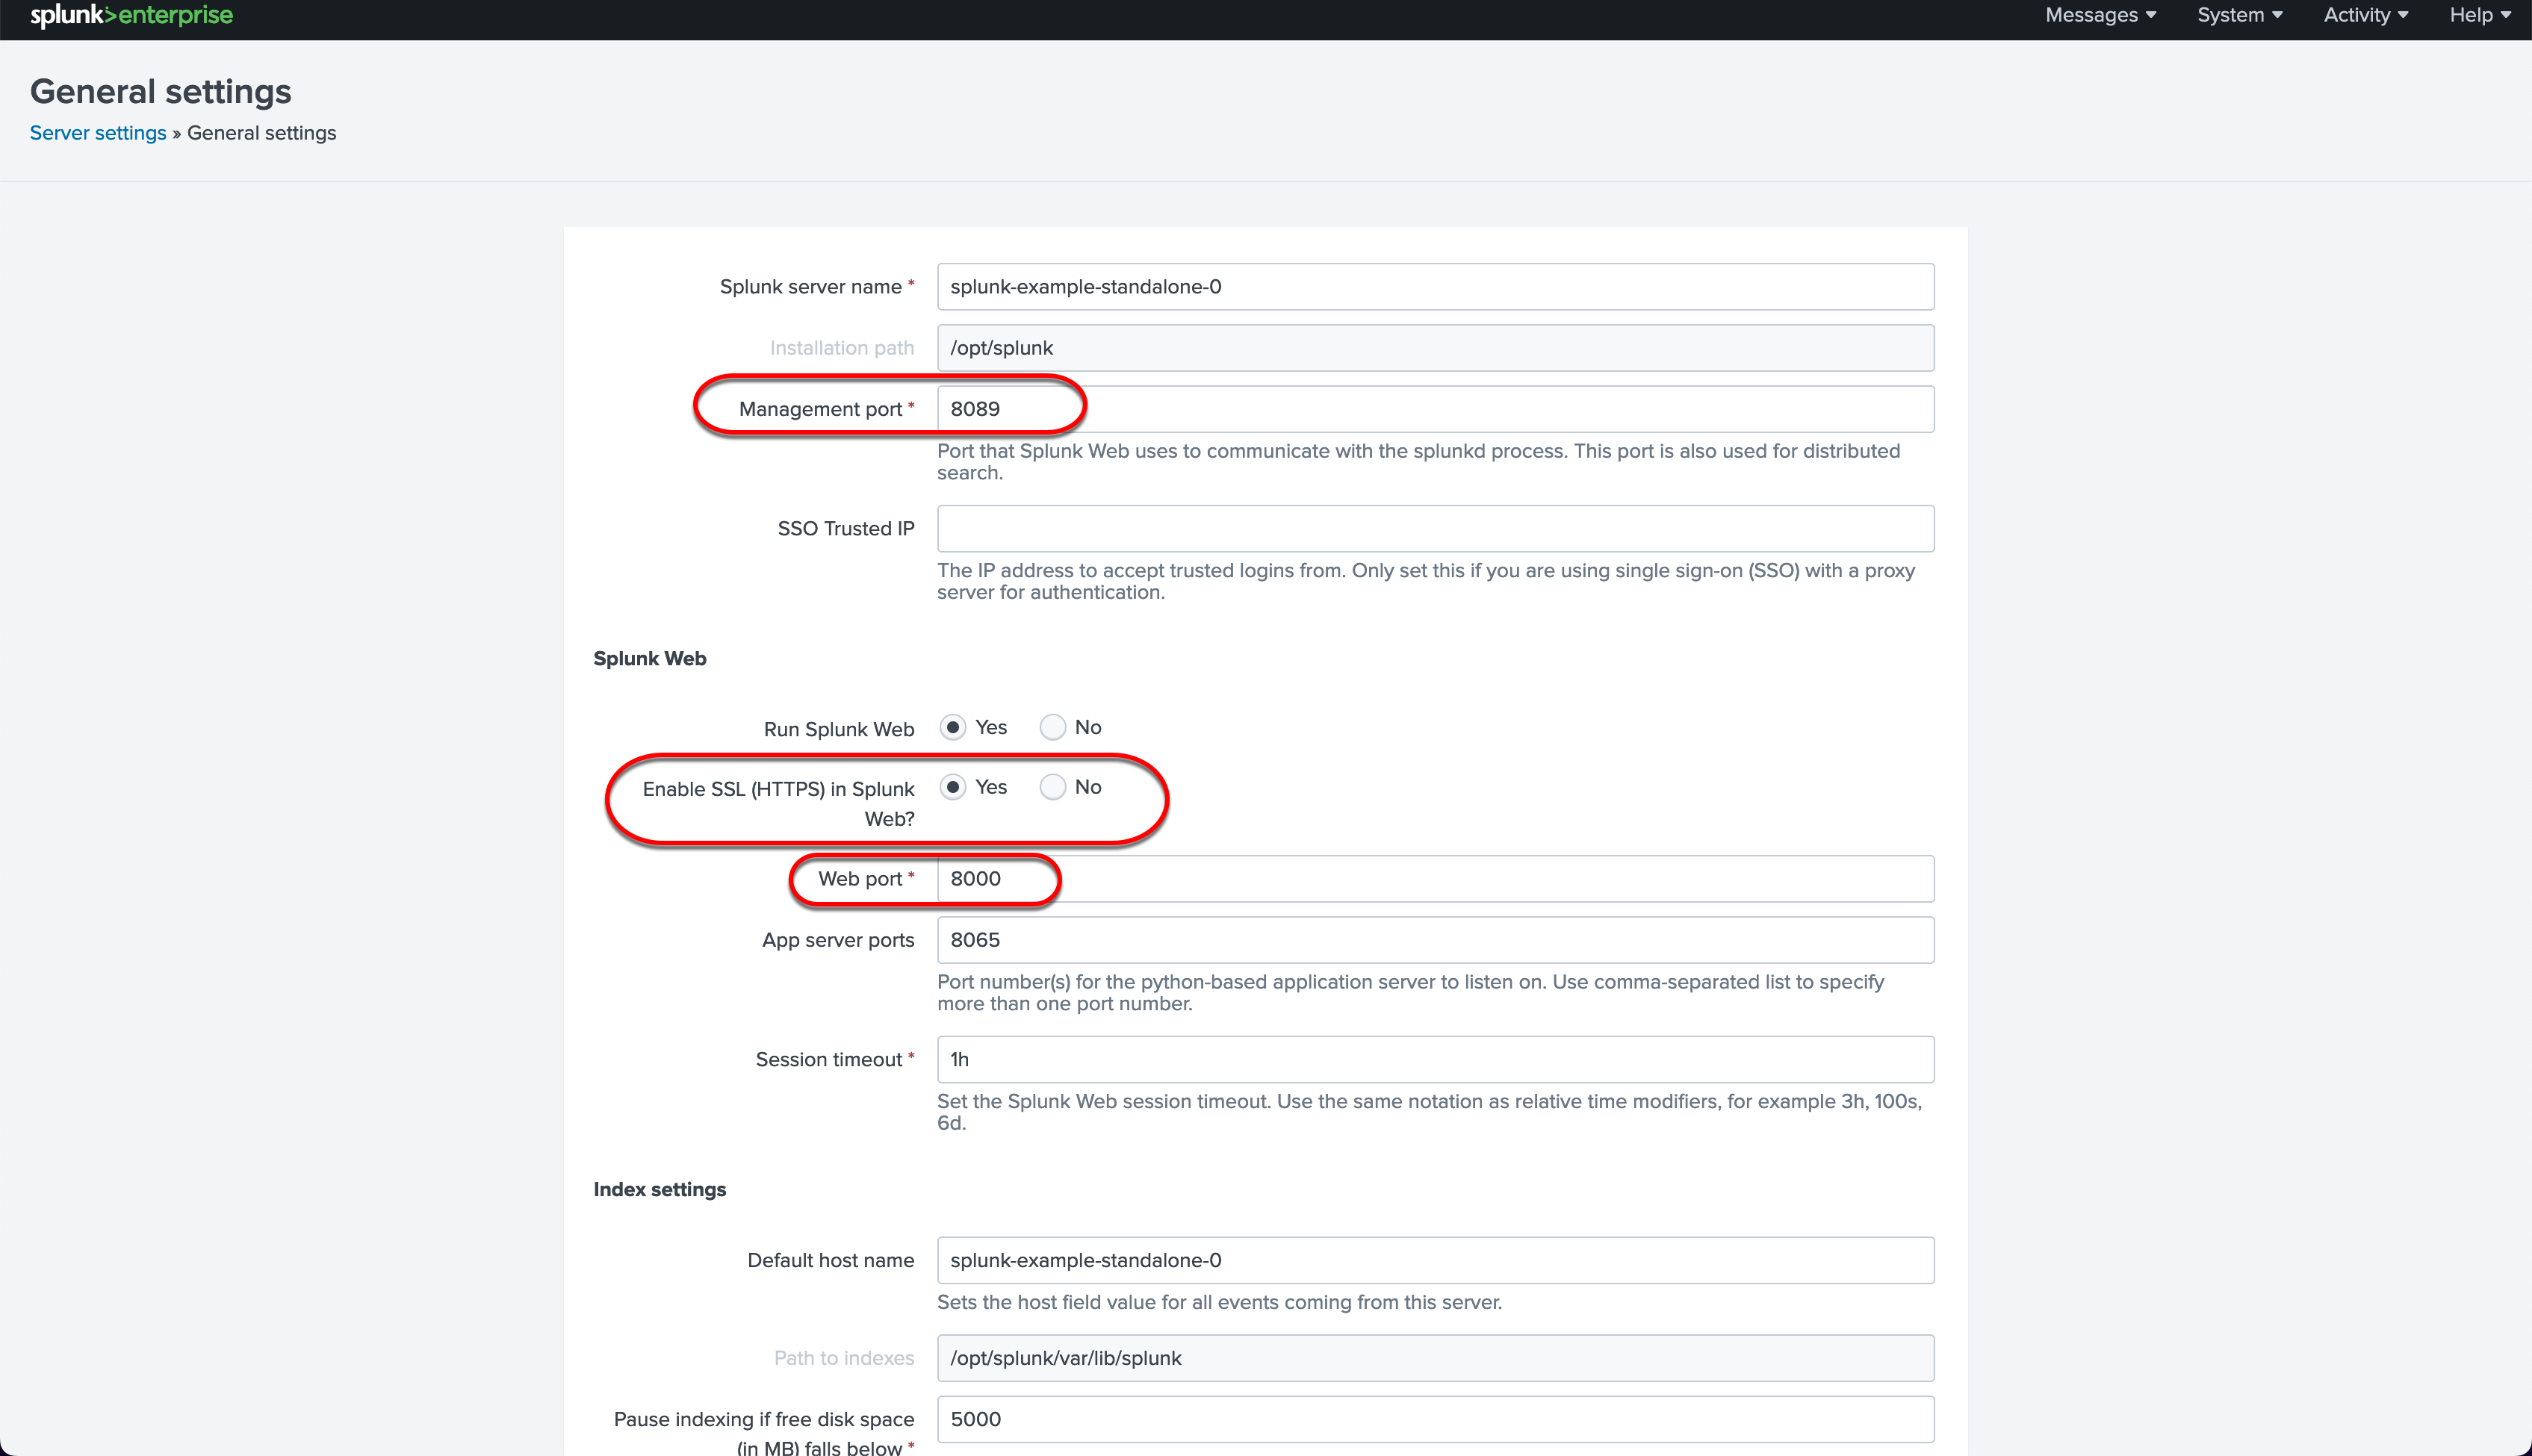 splunk>enterprise
Messages System Activity Help
General settings
Server settings » General settings
Splunk server name * splunk-example-standalone-0
Installation path /opt/splunk
Management port * 8089
Port that Splunk Web uses to communicate with the splunkd process. This port is also used for distributed
search.
SSO Trusted IP
The IP address to accept trusted logins from. Only set this if you are using single sign-on (SSO) with a proxy
server for authentication.
Splunk Web
Run Splunk Web Yes No
Enable SSL (HTTPS) in Splunk Yes No
Web?
Web port * 8000
App server ports 8065
Port number(s) for the python-based application server to listen on. Use comma-separated list to specify
more than one port number.
Session timeout * 1h
Set the Splunk Web session timeout. Use the same notation as relative time modifiers, for example 3h, 100s,
6d.
Index settings
Default host name splunk-example-standalone-0
Sets the host field value for all events coming from this server.
Path to indexes /opt/splunk/var/lib/splunk
Pause indexing if free disk space 5000
(in MB) falls below *